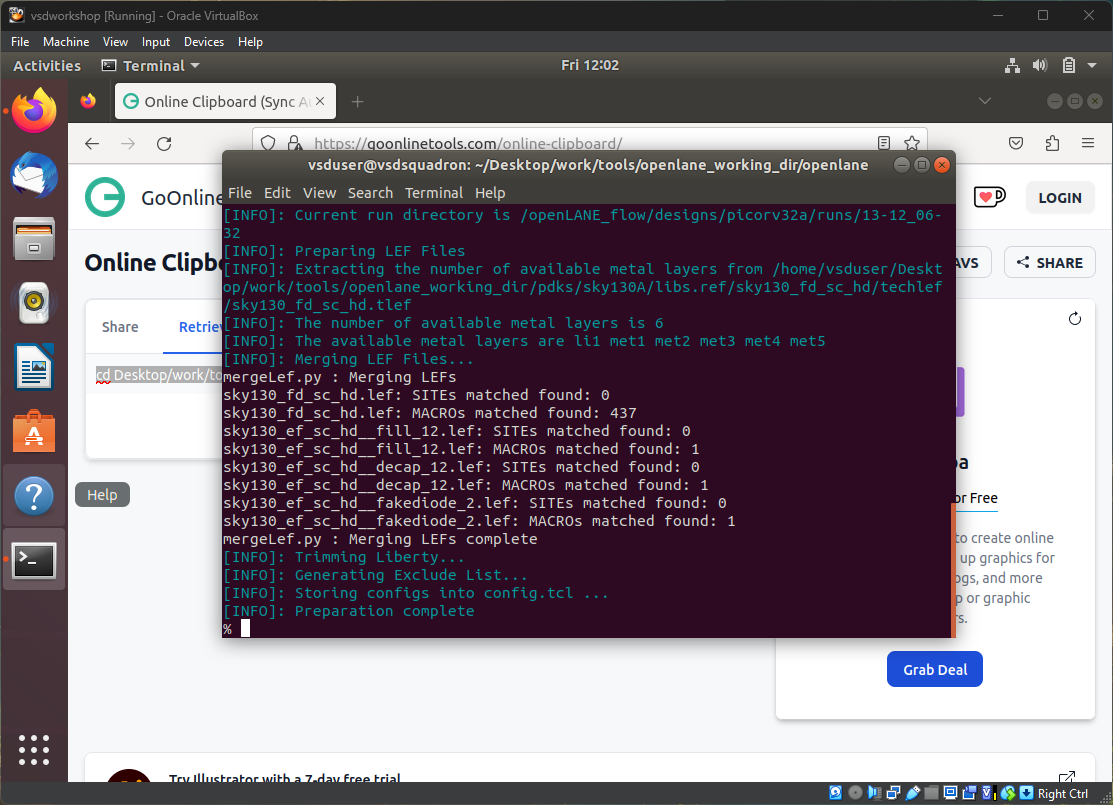 vsdworkshop [Running] - Oracle VirtualBox
File Machine View Input Devices Help
Activities Terminal Fri 12:02
Online Clipboard (Sync A
https://goonlinetools.com/online-clipboard/
vsduser@vsdsquadron: ~/Desktop/work/tools/openlane_working_dir/openlane
File Edit View Search Terminal Help
[INFO]: Current run directory is /openLANE_flow/designs/picorv32a/runs/13-12_06-
32
[INFO]: Preparing LEF Files
[INFO]: Extracting the number of available metal layers from /home/vsduser/Deskt
op/work/tools/openlane_working_dir/pdks/sky130A/libs.ref/sky130_fd_sc_hd/techlef
/sky130_fd_sc_hd.tlef
[INFO]: The number of available metal layers is 6
[INFO]: The available metal layers are li1 met1 met2 met3 met4 met5
[INFO]: Merging LEF Files...
mergeLef.py : Merging LEFs
sky130_fd_sc_hd.lef: SITEs matched found: 0
sky130_fd_sc_hd.lef: MACROs matched found: 437
sky130_ef_sc_hd__fill_12.lef: SITEs matched found: 0
sky130_ef_sc_hd__fill_12.lef: MACROs matched found: 1
sky130_ef_sc_hd__decap_12.lef: SITEs matched found: 0
sky130_ef_sc_hd__decap_12.lef: MACROs matched found: 1
sky130_ef_sc_hd__fakediode_2.lef: SITEs matched found: 0
sky130_ef_sc_hd__fakediode_2.lef: MACROs matched found: 1
mergeLef.py : Merging LEFs complete
[INFO]: Trimming Liberty...
[INFO]: Generating Exclude List...
[INFO]: Storing configs into config.tcl ...
[INFO]: Preparation complete
%
GoOnline
LOGIN
Online Clipbo
AVS
SHARE
Share Retriev
cd Desktop/work/to
Help
pa
or Free
to create online
up graphics for
ogs, and more
p or graphic
rs.
Grab Deal
Try Illustrator with a 7-day free trial
Right Ctrl